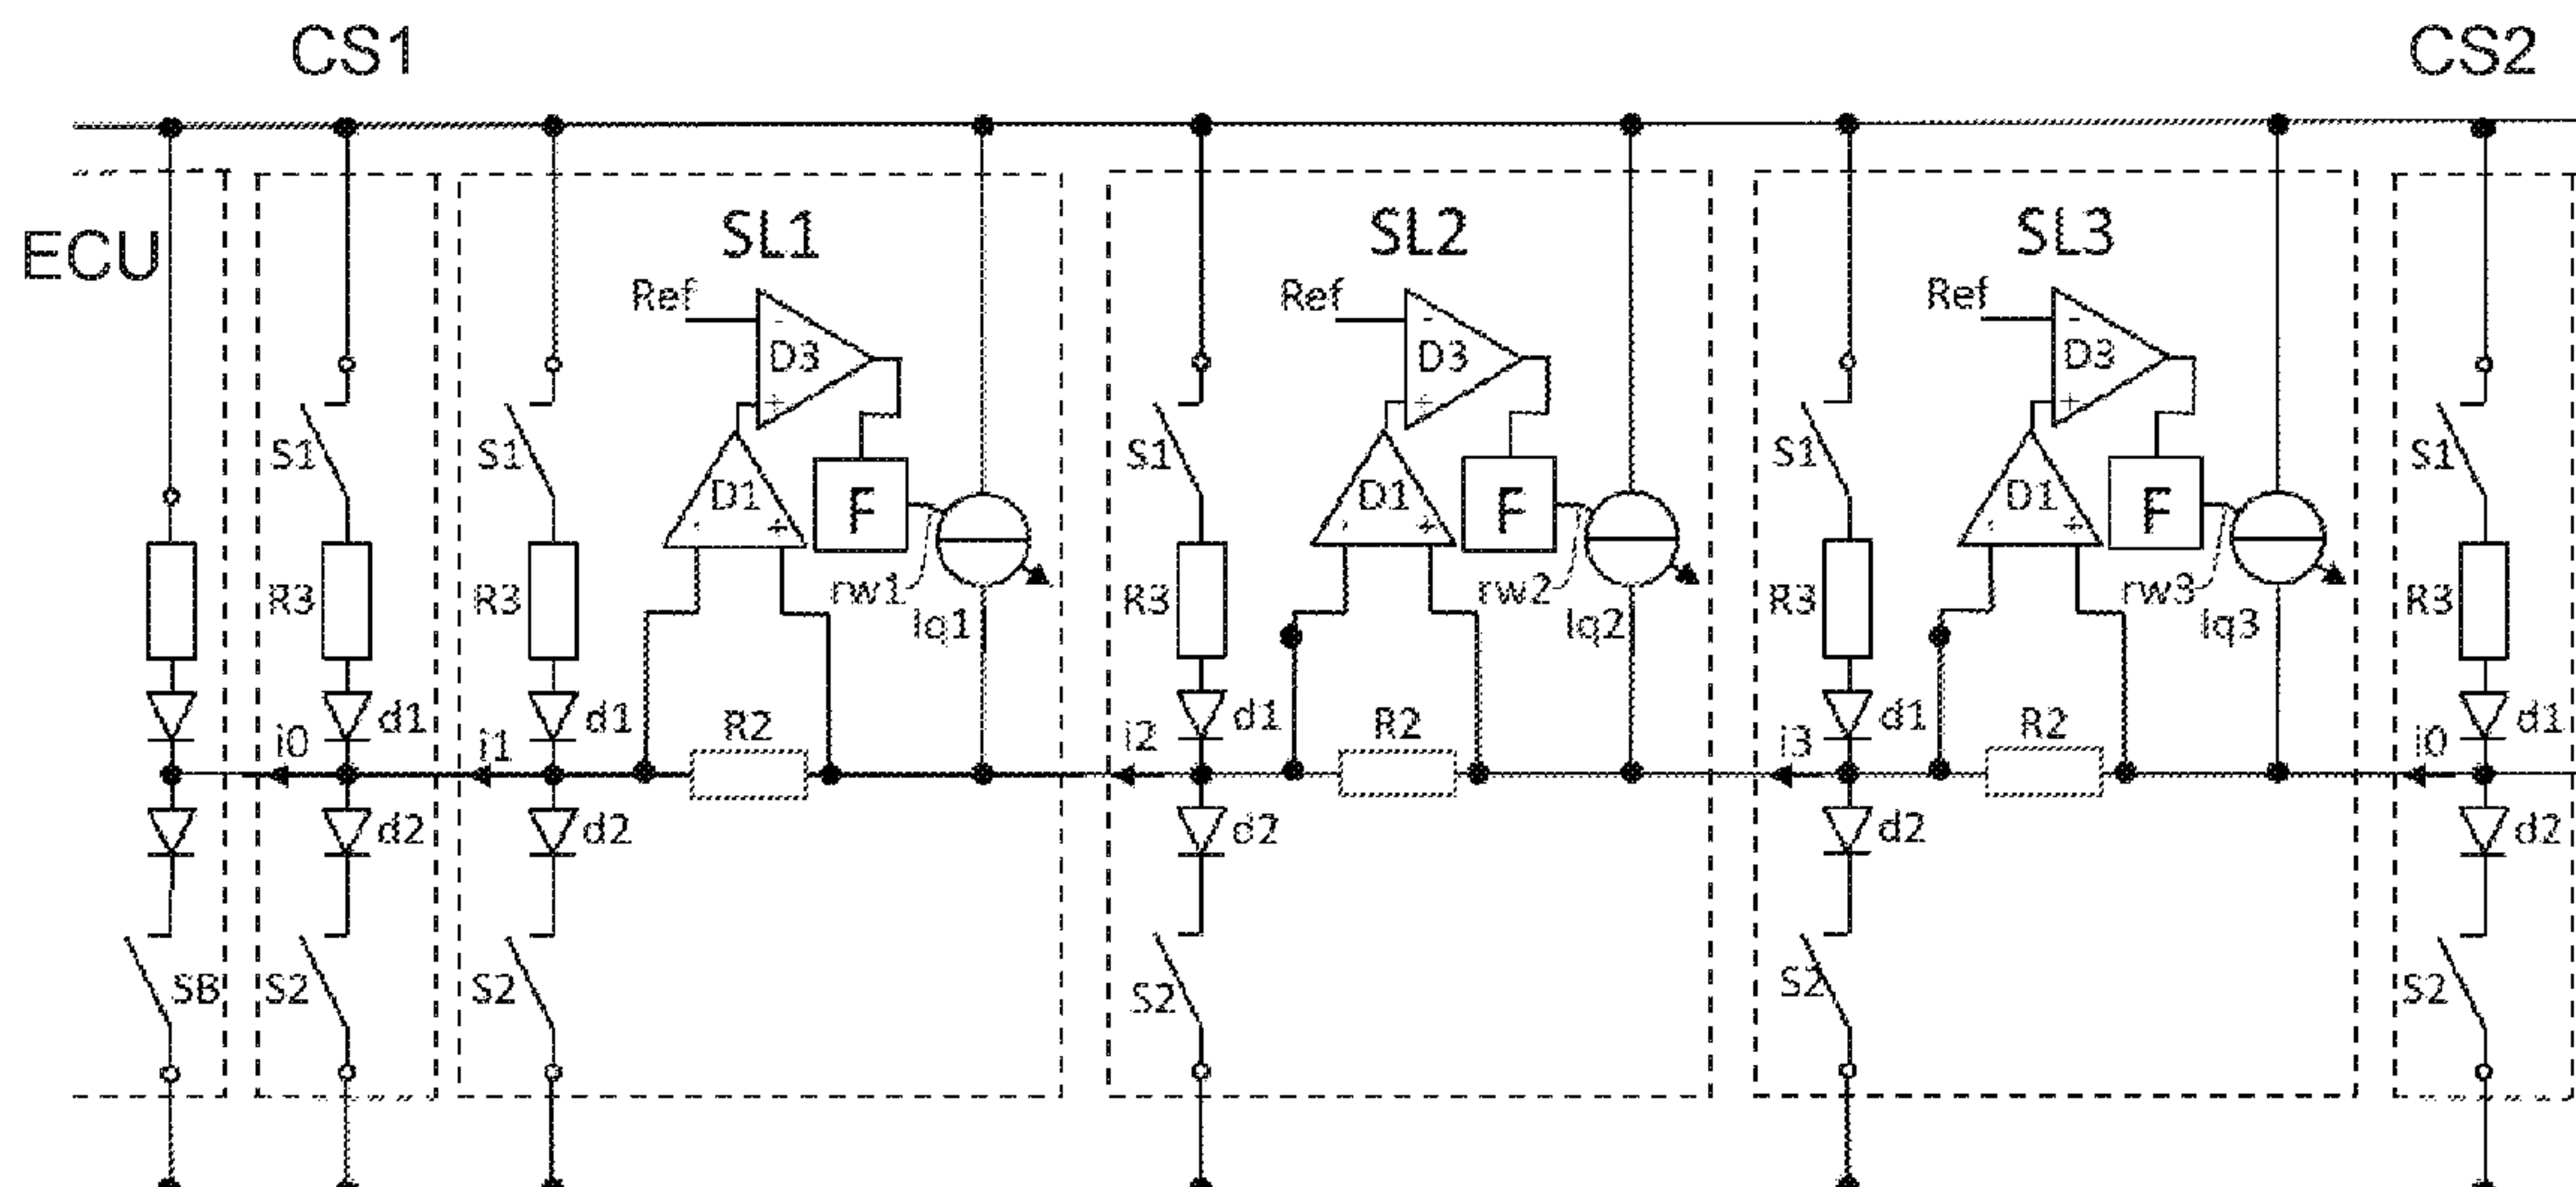 CS1 CS2
ECU SL1 SL2 SL3
Ref Ref Ref
- - -
D3 D3 D3
+ + +
S1 S1 S1 S1 S1
D1 F D1 F D1 F
- + - + - +
R3 R3 rw1 R3 rw2 R3 rw3 R3
Iq1 Iq2 Iq3
d1 d1 R2 d1 R2 d1 R2 d1
i0 i1 i2 i3 i0
d2 d2 d2 d2 d2
SB S2 S2 S2 S2 S2